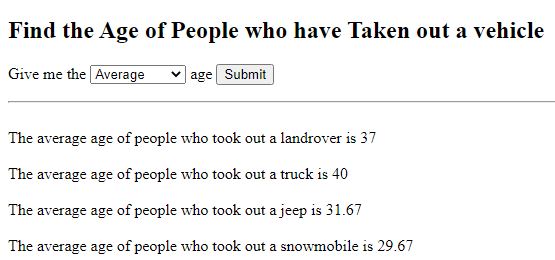 Find the Age of People who have Taken out a vehicle
Give me the Average age Submit
The average age of people who took out a landrover is 37
The average age of people who took out a truck is 40
The average age of people who took out a jeep is 31.67
The average age of people who took out a snowmobile is 29.67